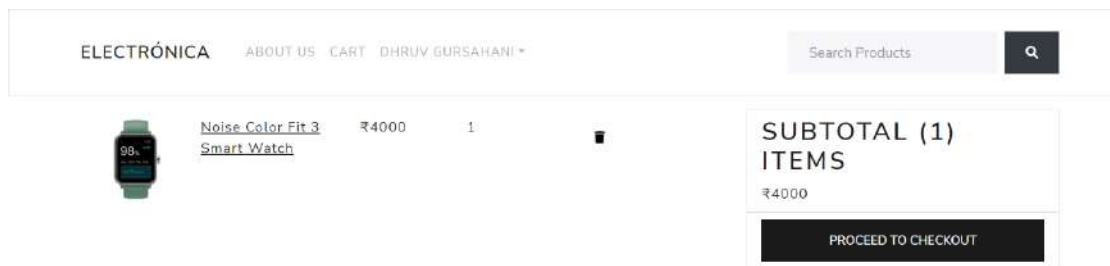 ELECTRÓNICA ABOUT US CART DHRUV GURSAHANI Search Products
Noise Color Fit 3 ₹4000 1
Smart Watch
98%
SUBTOTAL (1)
ITEMS
₹4000
PROCEED TO CHECKOUT